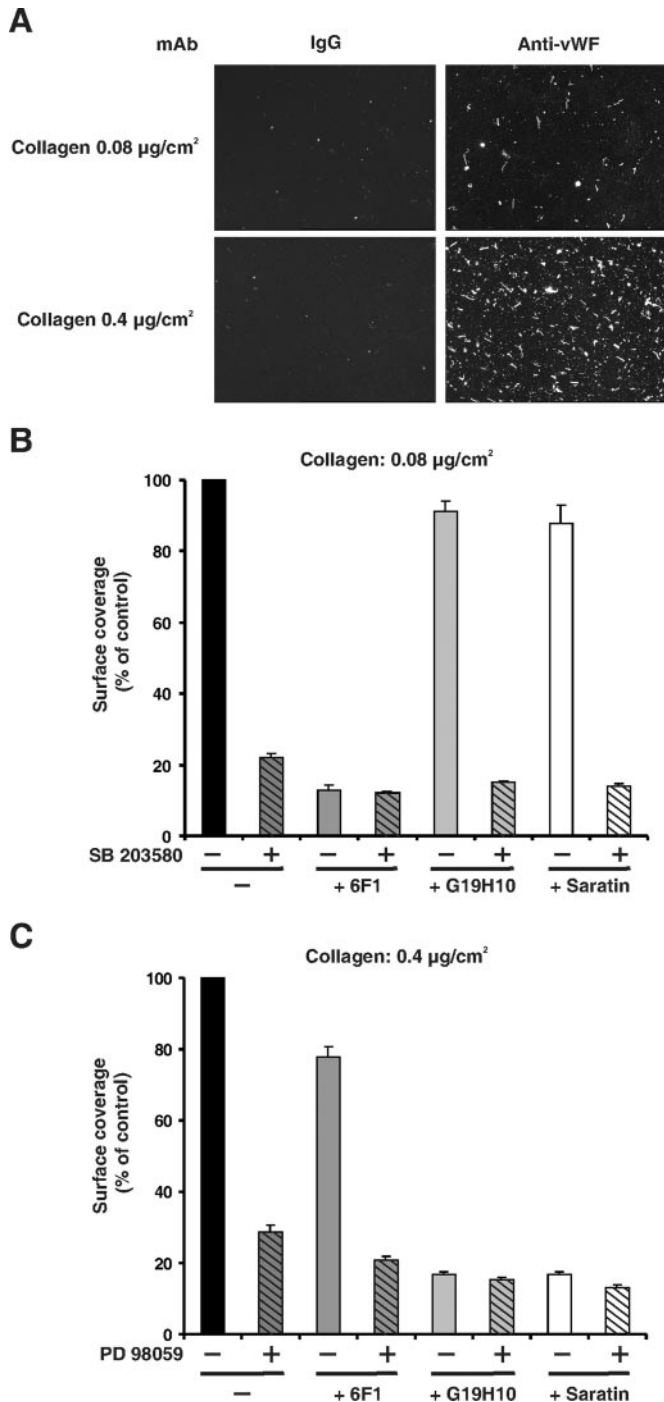 A
mAb IgG Anti-vWF
Collagen 0.08 µg/cm²
Collagen 0.4 µg/cm²
B
Collagen: 0.08 µg/cm²
Surface coverage
(% of control)
100
80
60
40
20
0
SB 203580 − + − + − + − +
− + 6F1 + G19H10 + Saratin
C
Collagen: 0.4 µg/cm²
Surface coverage
(% of control)
100
80
60
40
20
0
PD 98059 − + − + − + − +
− + 6F1 + G19H10 + Saratin